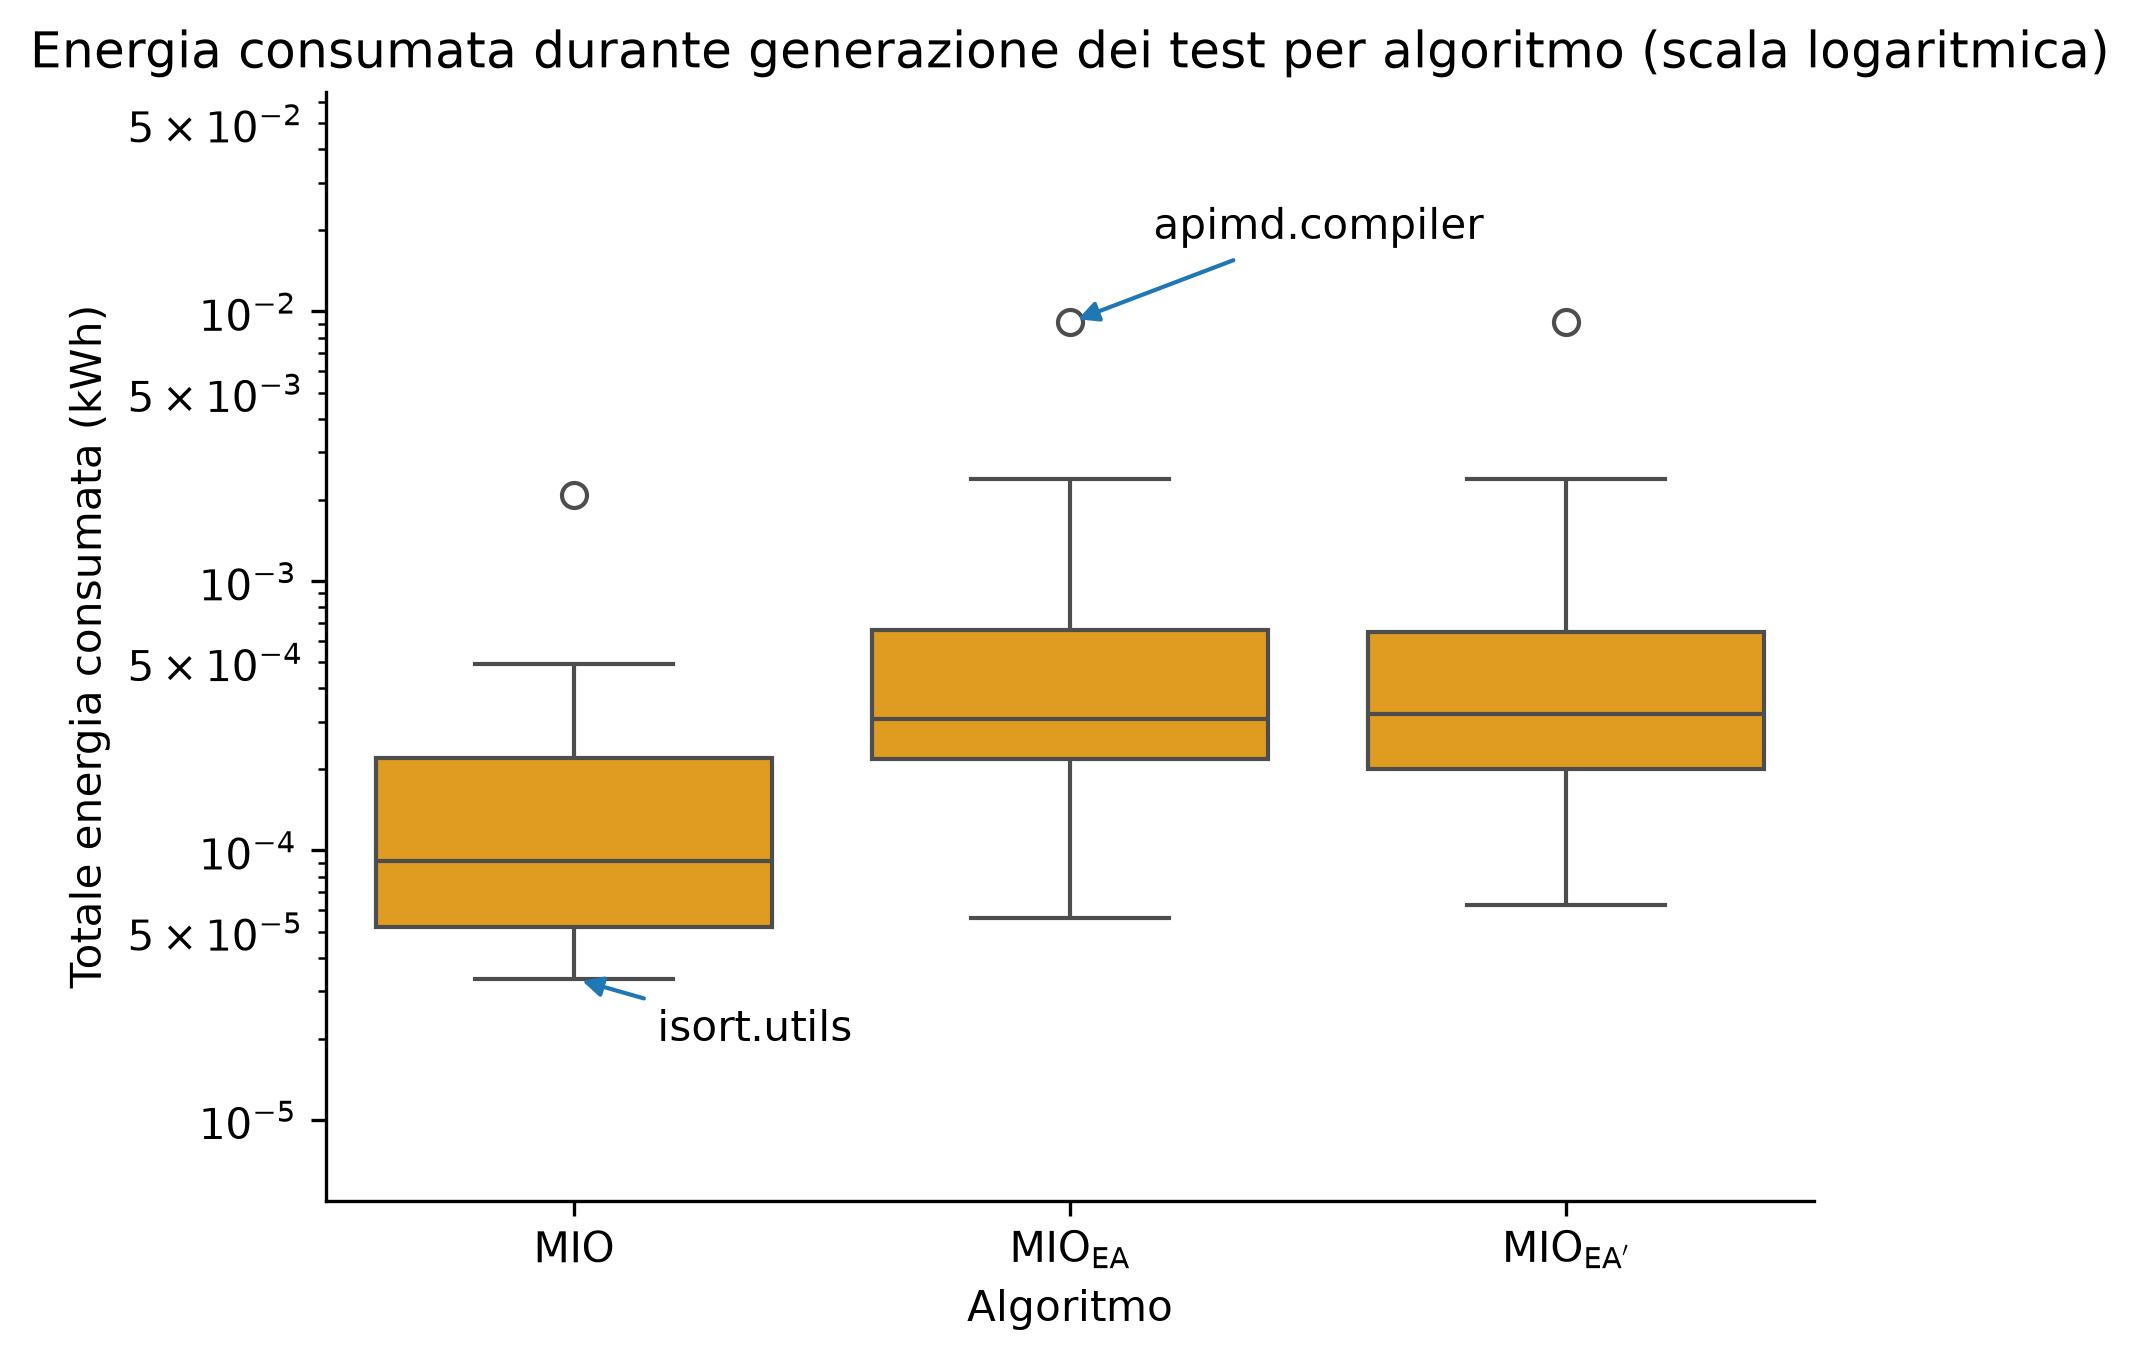 Energia consumata durante generazione dei test per algoritmo (scala logaritmica)
Totale energia consumata (kWh)
5 × 10⁻²
10⁻²
5 × 10⁻³
10⁻³
5 × 10⁻⁴
10⁻⁴
5 × 10⁻⁵
10⁻⁵
apimd.compiler
isort.utils
MIO
MIO_EA
MIO_EA′
Algoritmo